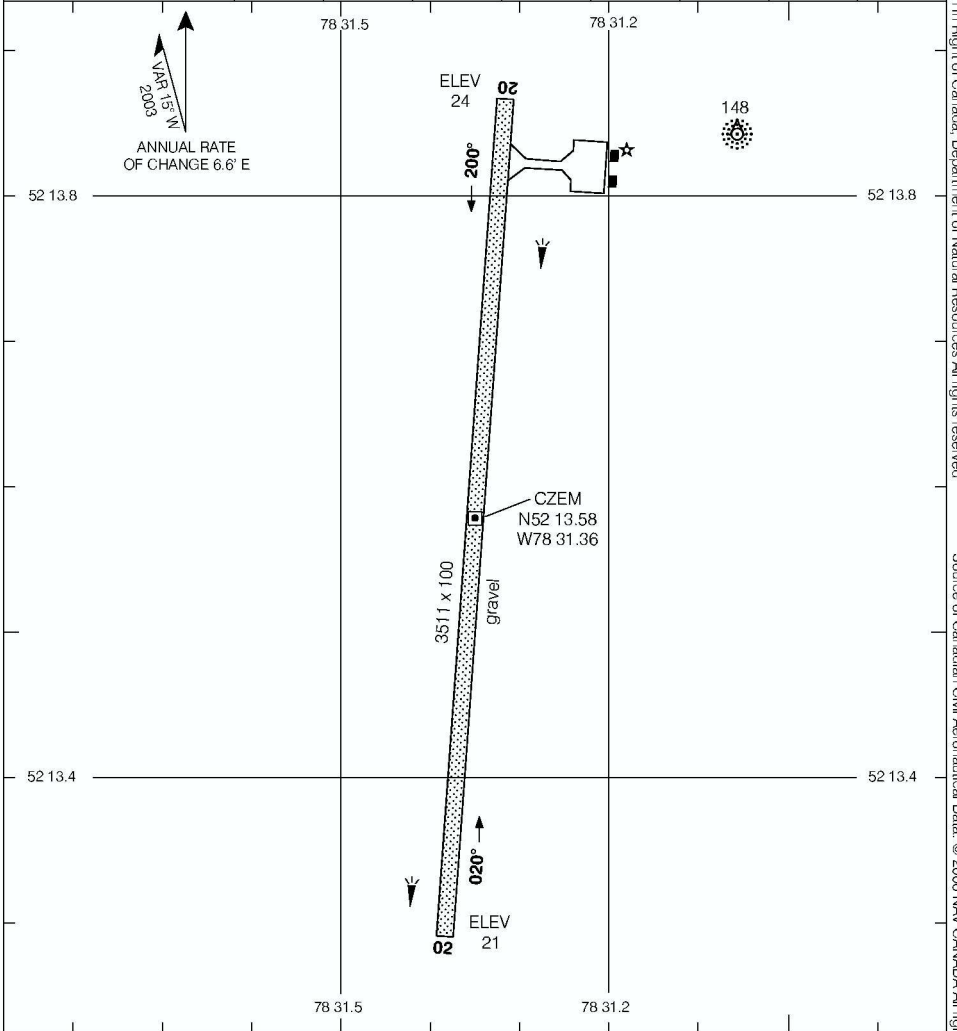 78 31.5
78 31.2
VAR 15° W
2003
ANNUAL RATE
OF CHANGE 6.6' E
ELEV
24
20
148
200°
52 13.8
52 13.8
CZEM
N52 13.58
W78 31.36
3511 x 100
gravel
52 13.4
52 13.4
020°
ELEV
21
02
78 31.5
78 31.2
Right of Canada, Department of Natural Resources All rights reserved
Source of Canadian Civil Aeronautical Data: © 2006 NAV CANADA All